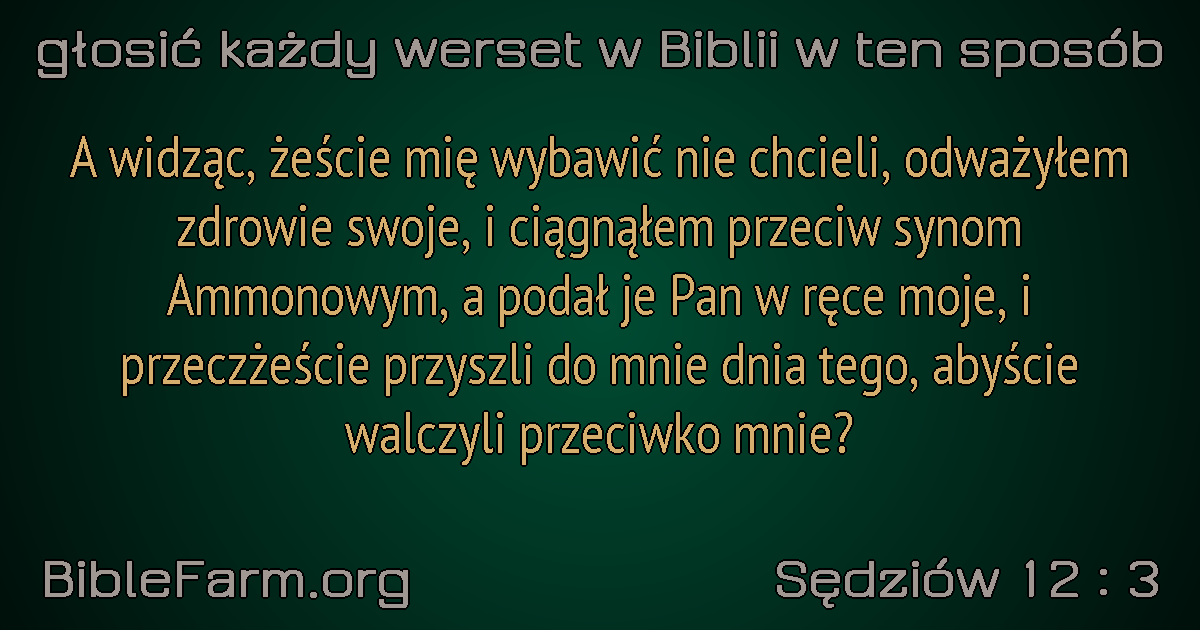 głosić każdy werset w Biblii w ten sposób
A widząc, żeście mię wybawić nie chcieli, odważyłem
zdrowie swoje, i ciągnąłem przeciw synom
Ammonowym, a podał je Pan w ręce moje, i
przeczżeście przyszli do mnie dnia tego, abyście
walczyli przeciwko mnie?
BibleFarm.org
Sędziów 12 : 3